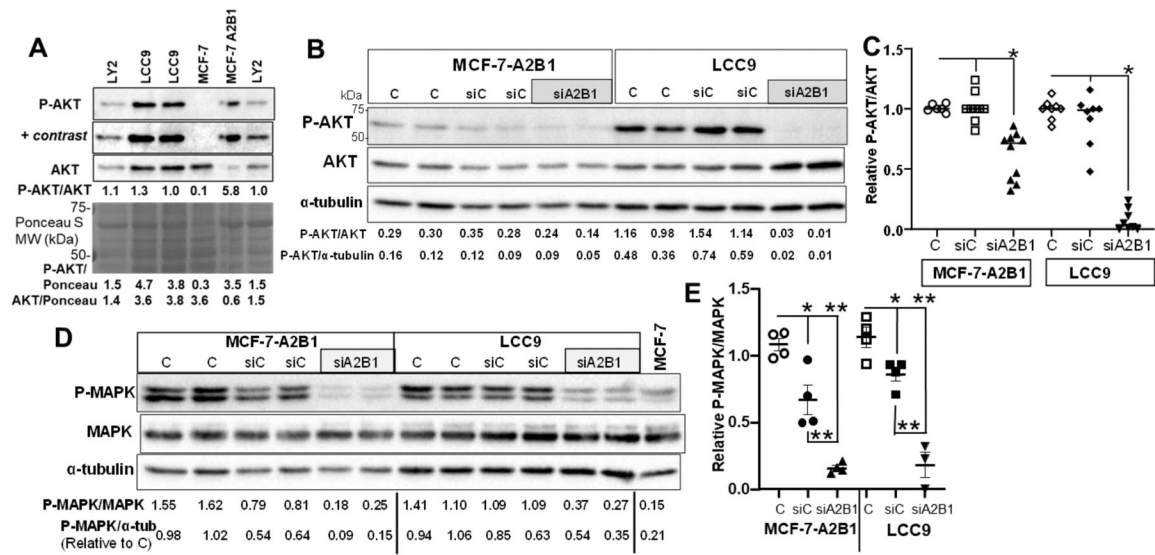 A
LY2
LCC9
LCC9
MCF-7
MCF-7 A2B1
LY2
P-AKT
+ contrast
AKT
P-AKT/AKT 1.1 1.3 1.0 0.1 5.8 1.0
75-
Ponceau S
MW (kDa)
50-
P-AKT/
Ponceau 1.5 4.7 3.8 0.3 3.5 1.5
AKT/Ponceau 1.4 3.6 3.8 3.6 0.6 1.5
B
MCF-7-A2B1 LCC9
kDa C C siC siC siA2B1 C C siC siC siA2B1
75-
P-AKT
50-
AKT
α-tubulin
P-AKT/AKT
0.29 0.30 0.35 0.28 0.24 0.14 1.16 0.98 1.54 1.14 0.03 0.01
P-AKT/α-tubulin
0.16 0.12 0.12 0.09 0.09 0.05 0.48 0.36 0.74 0.59 0.02 0.01
C
Relative P-AKT/AKT
1.5
1.0
0.5
0.0
* *
C siC siA2B1 C siC siA2B1
MCF-7-A2B1 LCC9
D
MCF-7-A2B1 LCC9 MCF-7
C C siC siC siA2B1 C C siC siC siA2B1
P-MAPK
MAPK
α-tubulin
P-MAPK/MAPK 1.55 1.62 0.79 0.81 0.18 0.25 1.41 1.10 1.09 1.09 0.37 0.27 0.15
P-MAPK/α-tub
(Relative to C) 0.98 1.02 0.54 0.64 0.09 0.15 0.94 1.06 0.85 0.63 0.54 0.35 0.21
E
Relative P-MAPK/MAPK
1.5
1.0
0.5
0.0
* ** * **
** **
C siC siA2B1 C siC siA2B1
MCF-7-A2B1 LCC9